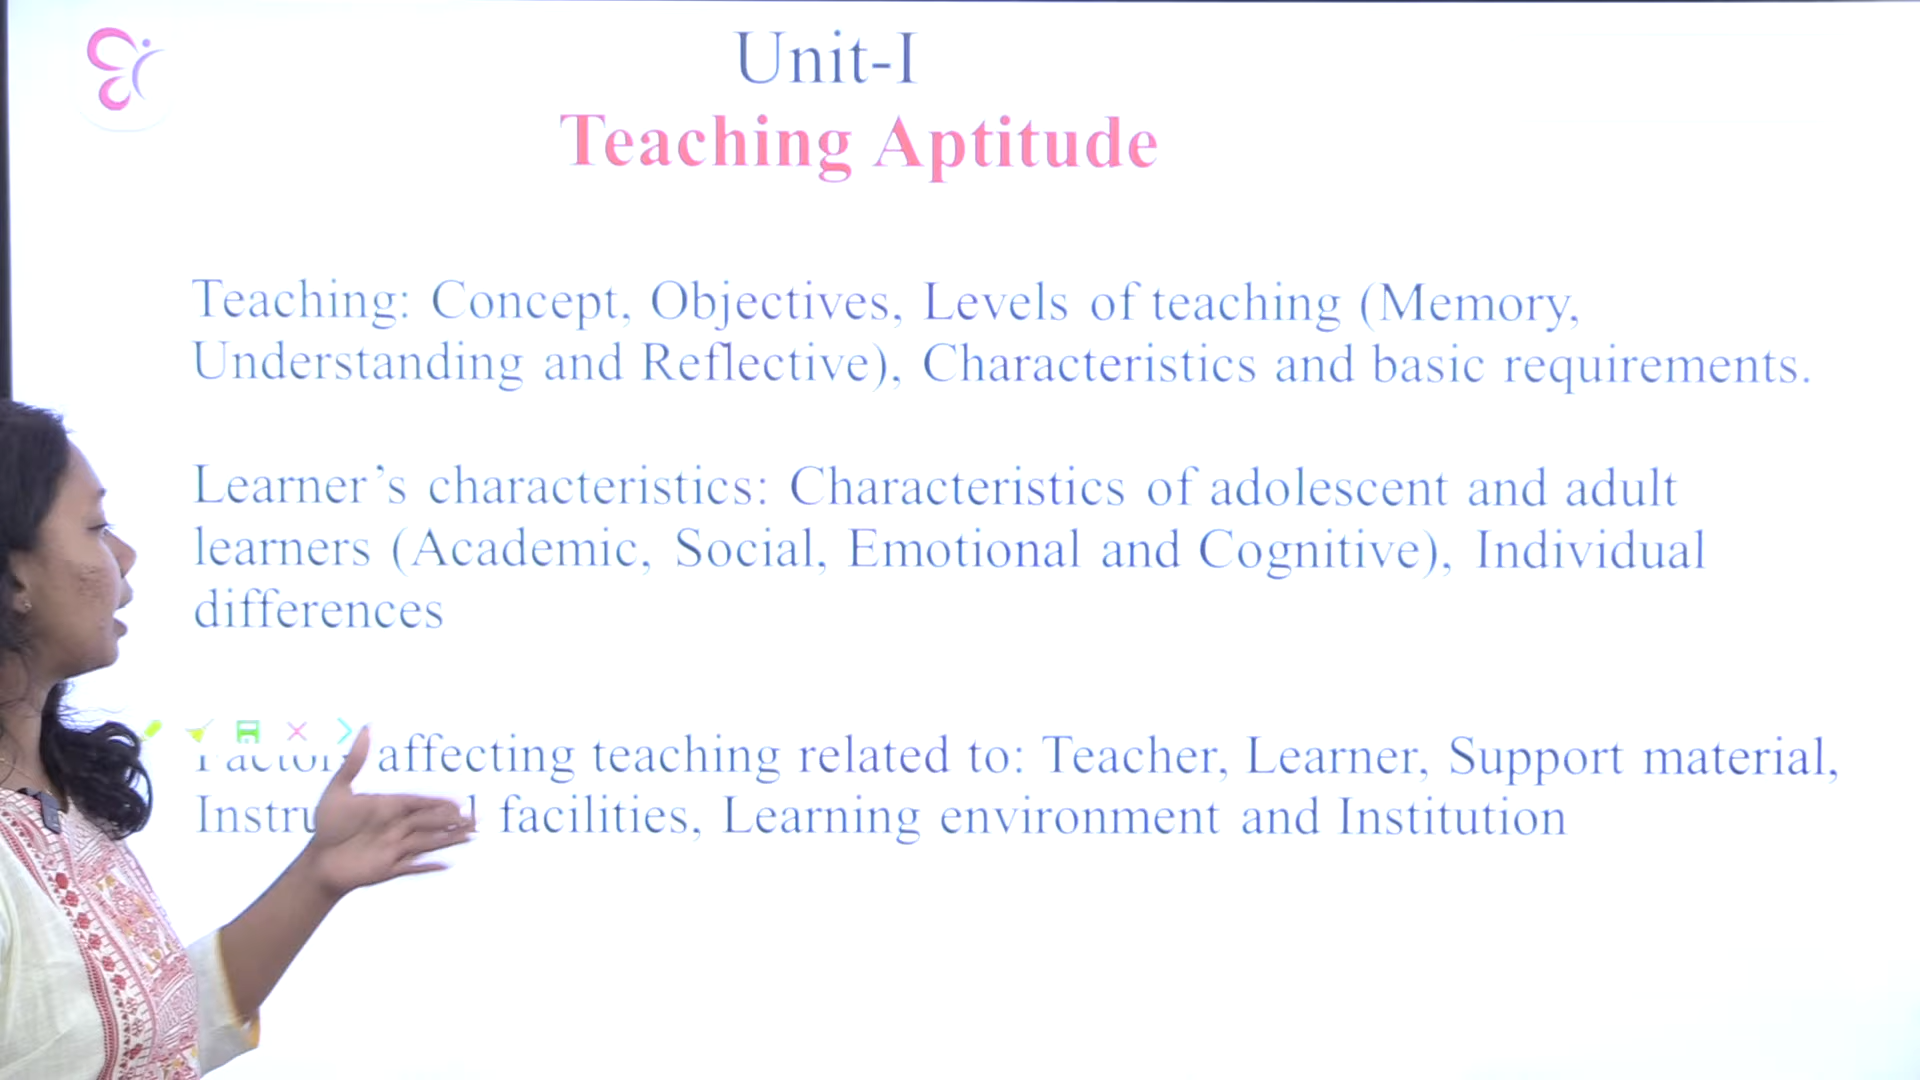 Unit-I
Teaching Aptitude
Teaching: Concept, Objectives, Levels of teaching (Memory,
Understanding and Reflective), Characteristics and basic requirements.
Learner’s characteristics: Characteristics of adolescent and adult
learners (Academic, Social, Emotional and Cognitive), Individual
differences
affecting teaching related to: Teacher, Learner, Support material,
facilities, Learning environment and Institution